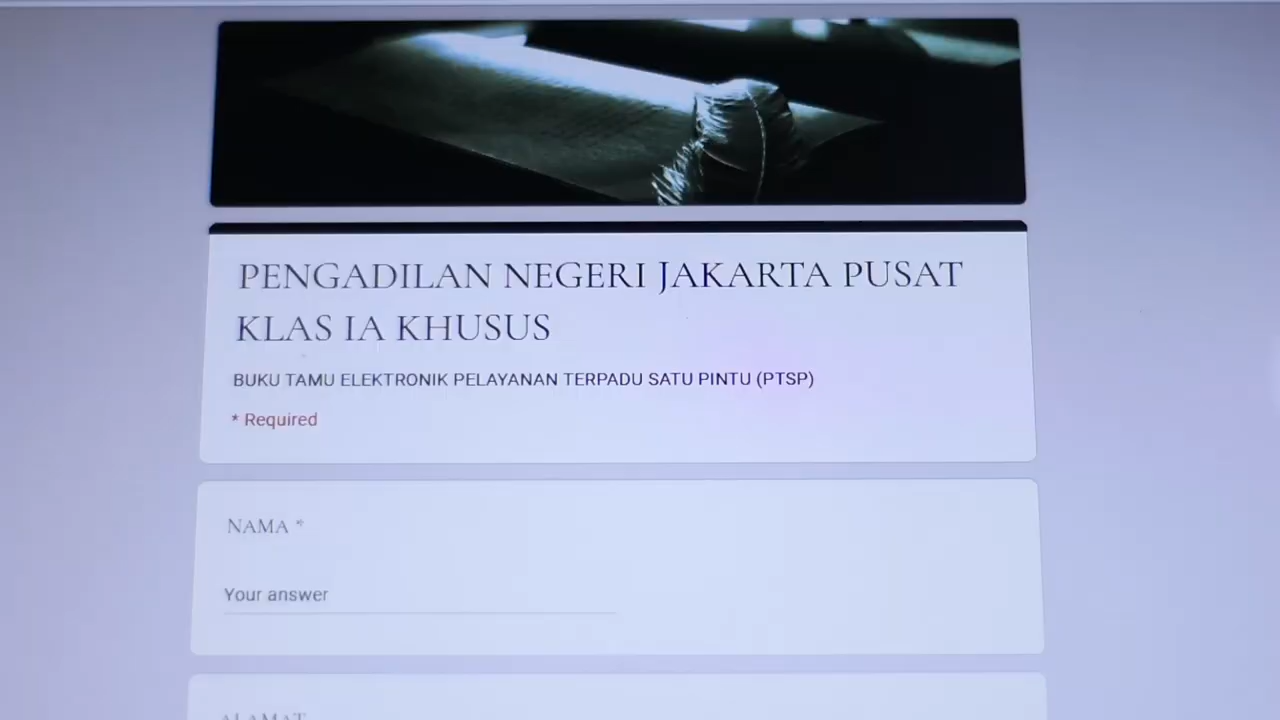 PENGADILAN NEGERI JAKARTA PUSAT
KLAS IA KHUSUS
BUKU TAMU ELEKTRONIK PELAYANAN TERPADU SATU PINTU (PTSP)
* Required
NAMA *
Your answer
ALAMAT